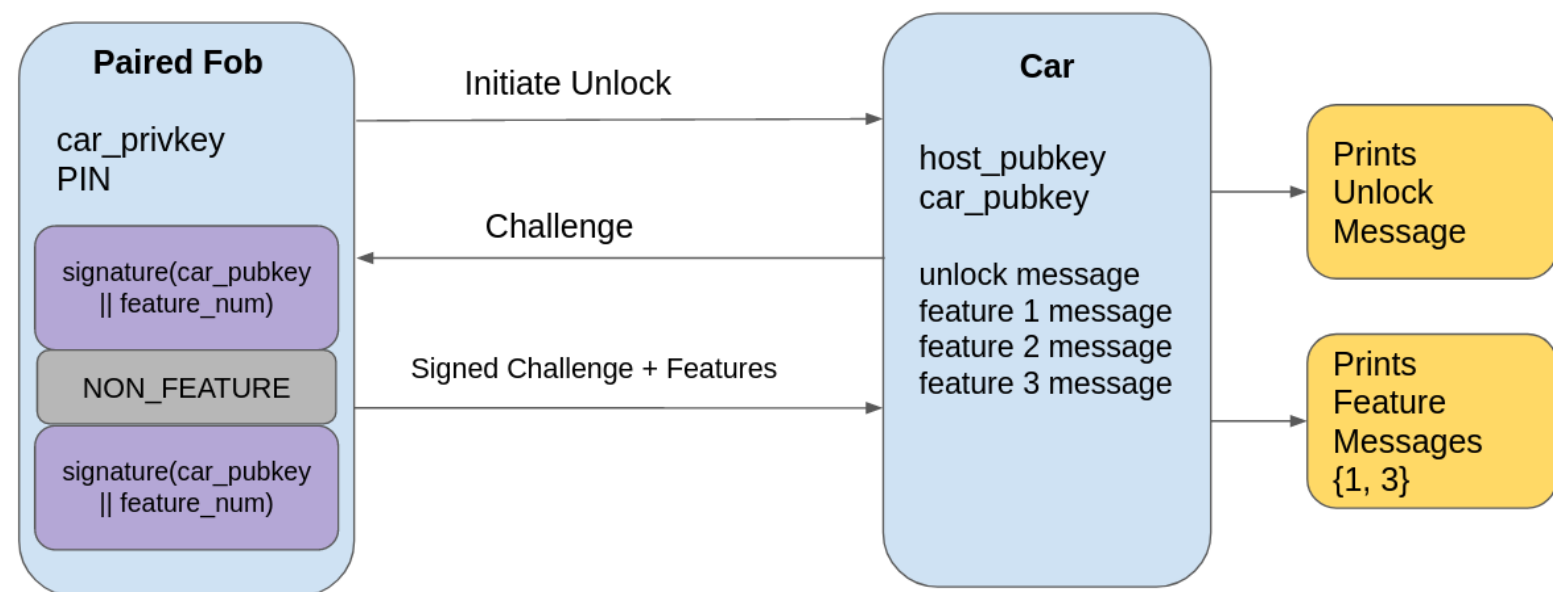 Paired Fob
car_privkey
PIN
signature(car_pubkey
|| feature_num)
NON_FEATURE
signature(car_pubkey
|| feature_num)
Initiate Unlock
Challenge
Signed Challenge + Features
Car
host_pubkey
car_pubkey
unlock message
feature 1 message
feature 2 message
feature 3 message
Prints
Unlock
Message
Prints
Feature
Messages
{1, 3}